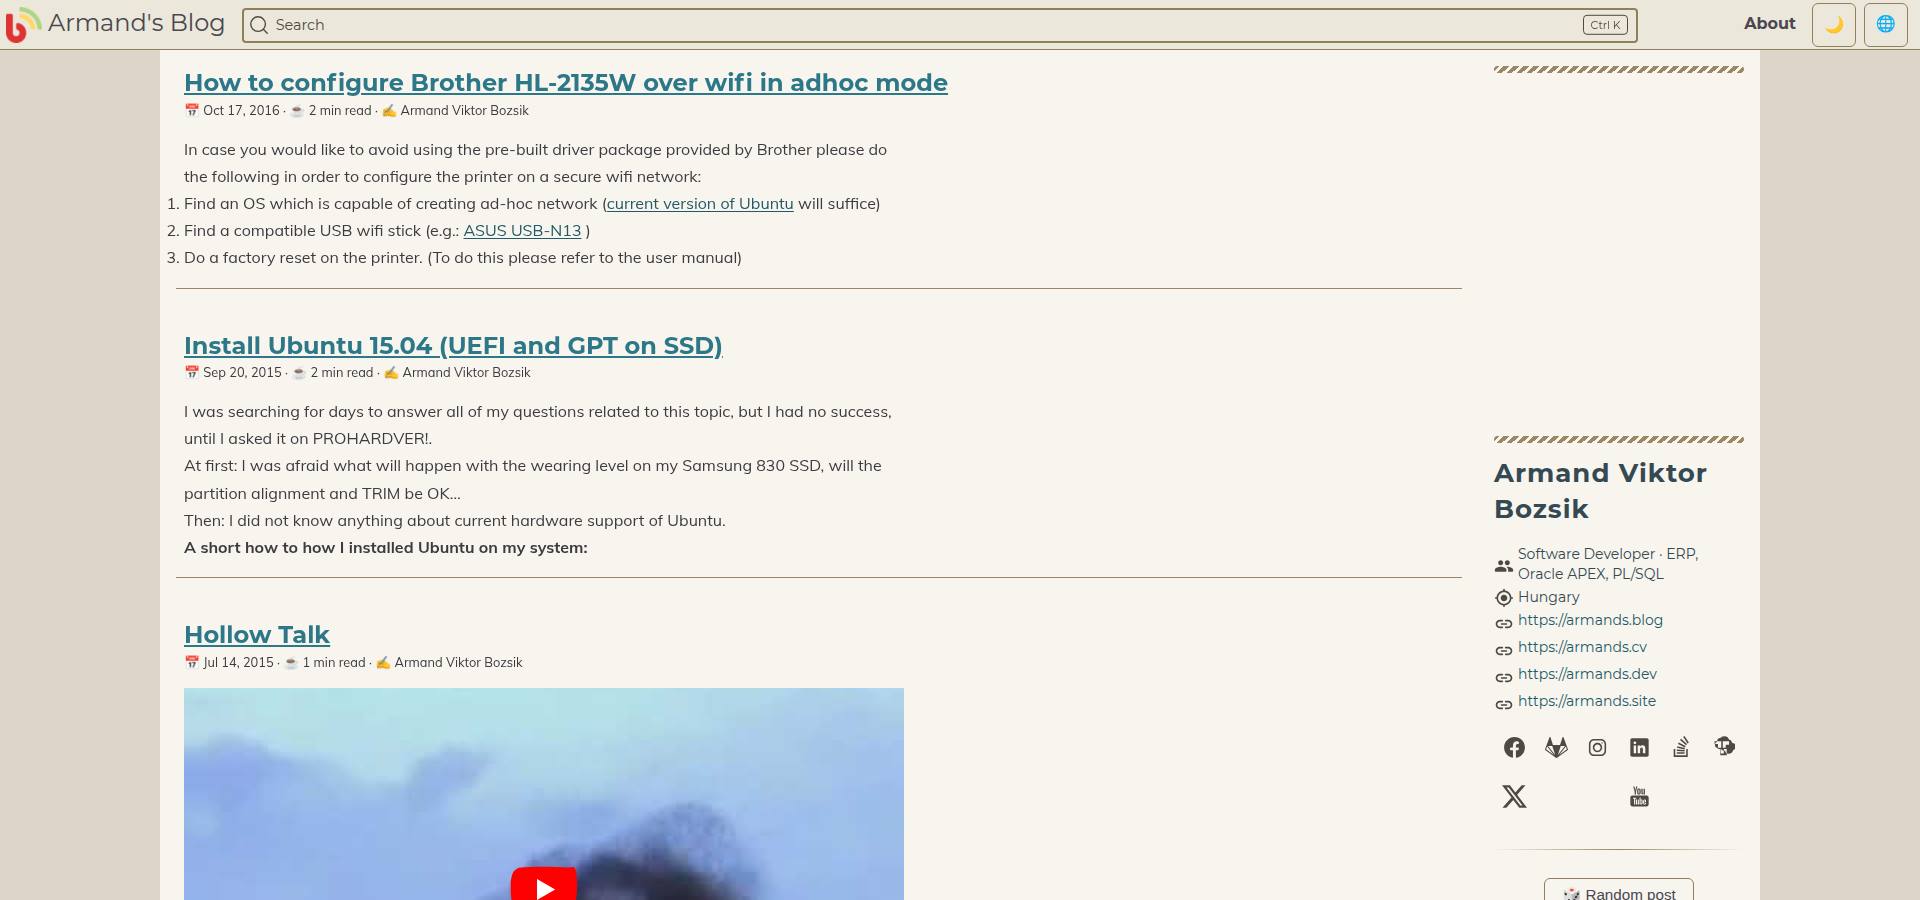 Armand's Blog
Search
Ctrl K
About
How to configure Brother HL-2135W over wifi in adhoc mode
📅 Oct 17, 2016 · ☕ 2 min read · ✍️ Armand Viktor Bozsik
In case you would like to avoid using the pre-built driver package provided by Brother please do
the following in order to configure the printer on a secure wifi network:
1. Find an OS which is capable of creating ad-hoc network (current version of Ubuntu will suffice)
2. Find a compatible USB wifi stick (e.g.: ASUS USB-N13 )
3. Do a factory reset on the printer. (To do this please refer to the user manual)
Install Ubuntu 15.04 (UEFI and GPT on SSD)
📅 Sep 20, 2015 · ☕ 2 min read · ✍️ Armand Viktor Bozsik
I was searching for days to answer all of my questions related to this topic, but I had no success,
until I asked it on PROHARDVER!.
At first: I was afraid what will happen with the wearing level on my Samsung 830 SSD, will the
partition alignment and TRIM be OK...
Then: I did not know anything about current hardware support of Ubuntu.
A short how to how I installed Ubuntu on my system:
Hollow Talk
📅 Jul 14, 2015 · ☕ 1 min read · ✍️ Armand Viktor Bozsik
Armand Viktor
Bozsik
Software Developer · ERP,
Oracle APEX, PL/SQL
Hungary
https://armands.blog
https://armands.cv
https://armands.dev
https://armands.site
You
Tube
🎲 Random post